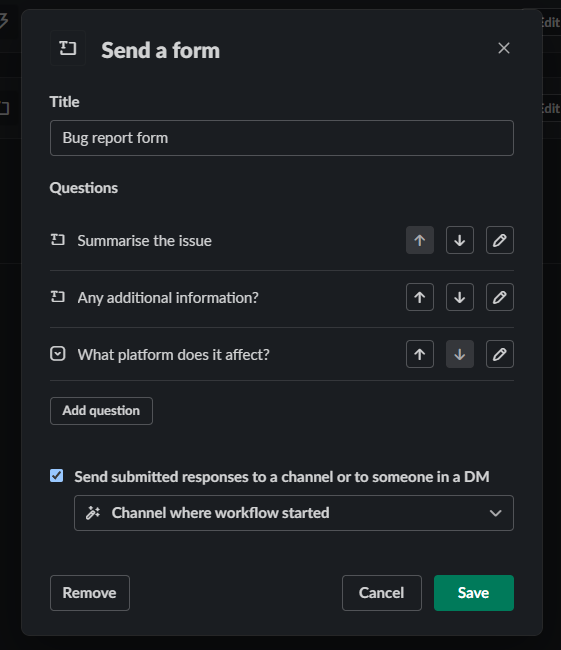 Send a form
Edit
Title
Bug report form
Questions
Edit
Summarise the issue
Any additional information?
What platform does it affect?
Add question
Send submitted responses to a channel or to someone in a DM
Channel where workflow started
Remove
Cancel
Save